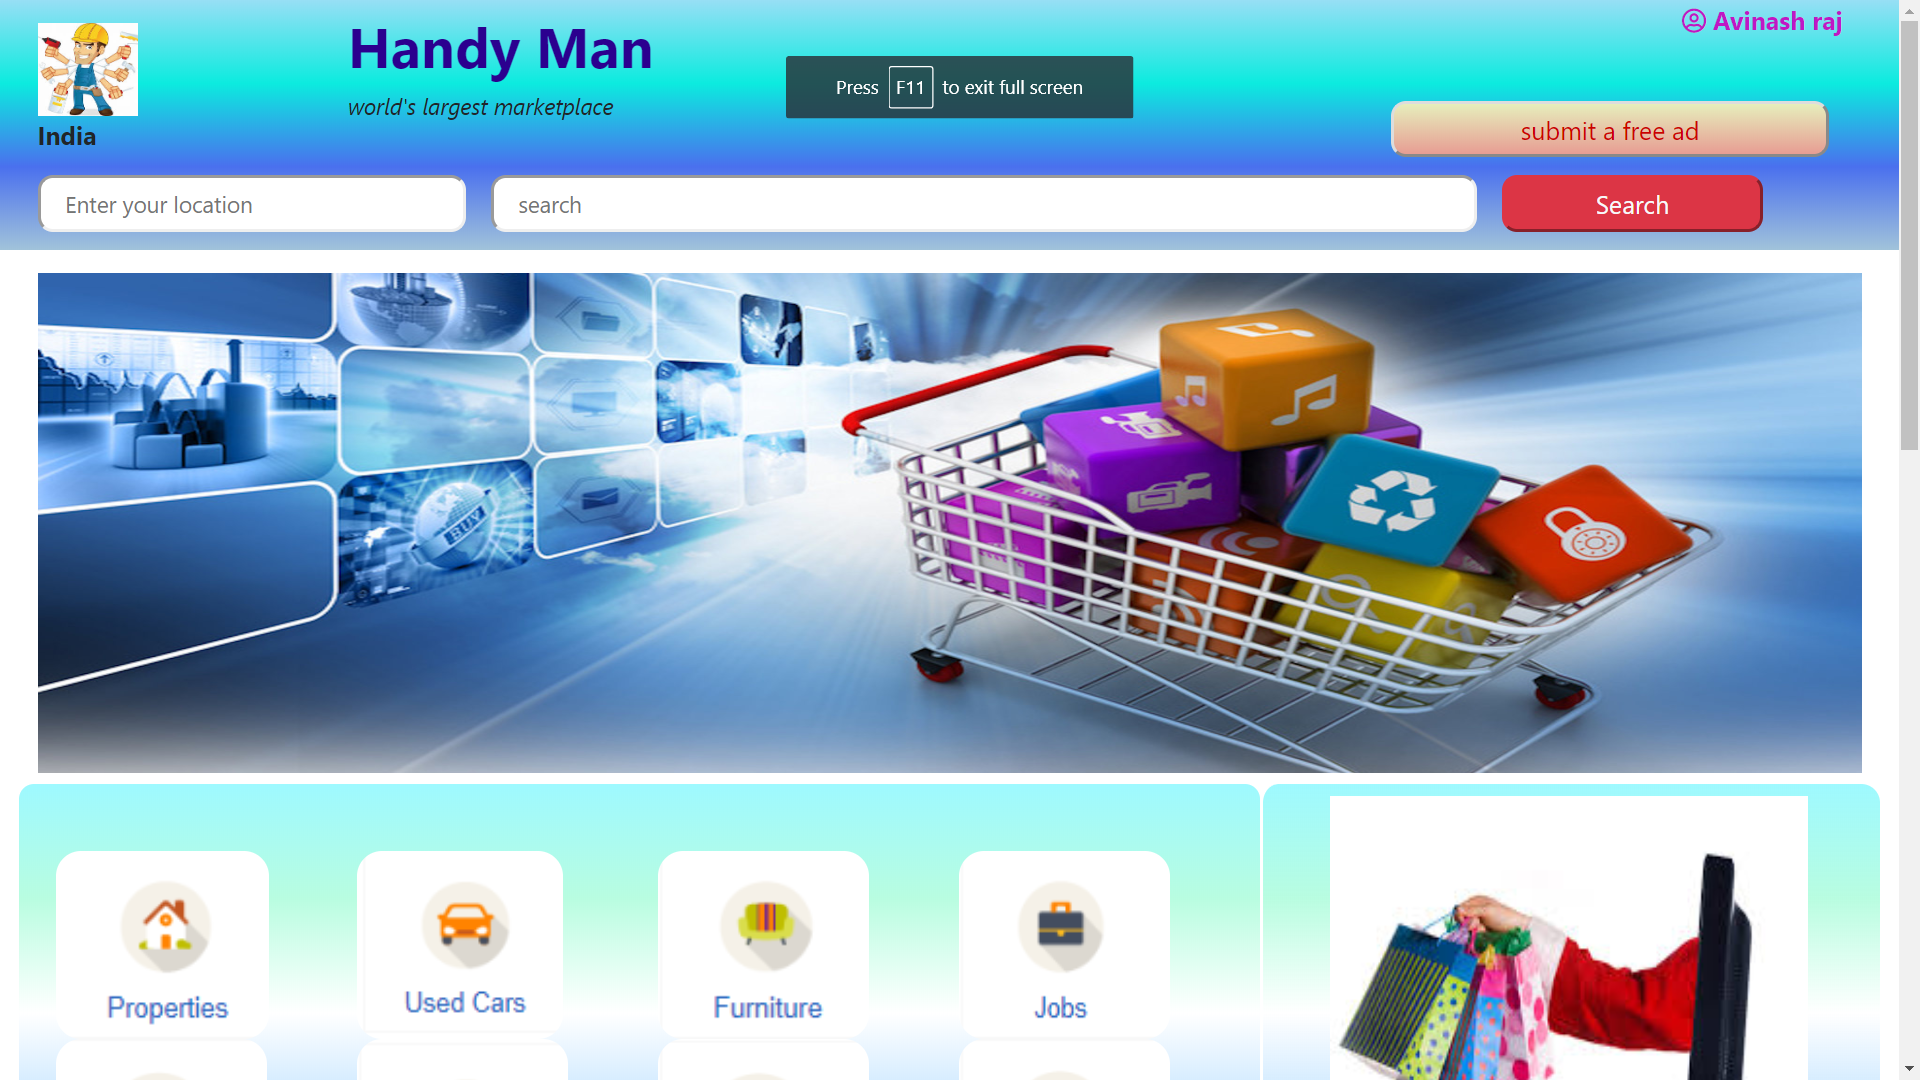 Avinash raj
Handy Man
Press F11 to exit full screen
world's largest marketplace
submit a free ad
India
Enter your location
search
Search
BUY
Properties
Used Cars
Furniture
Jobs